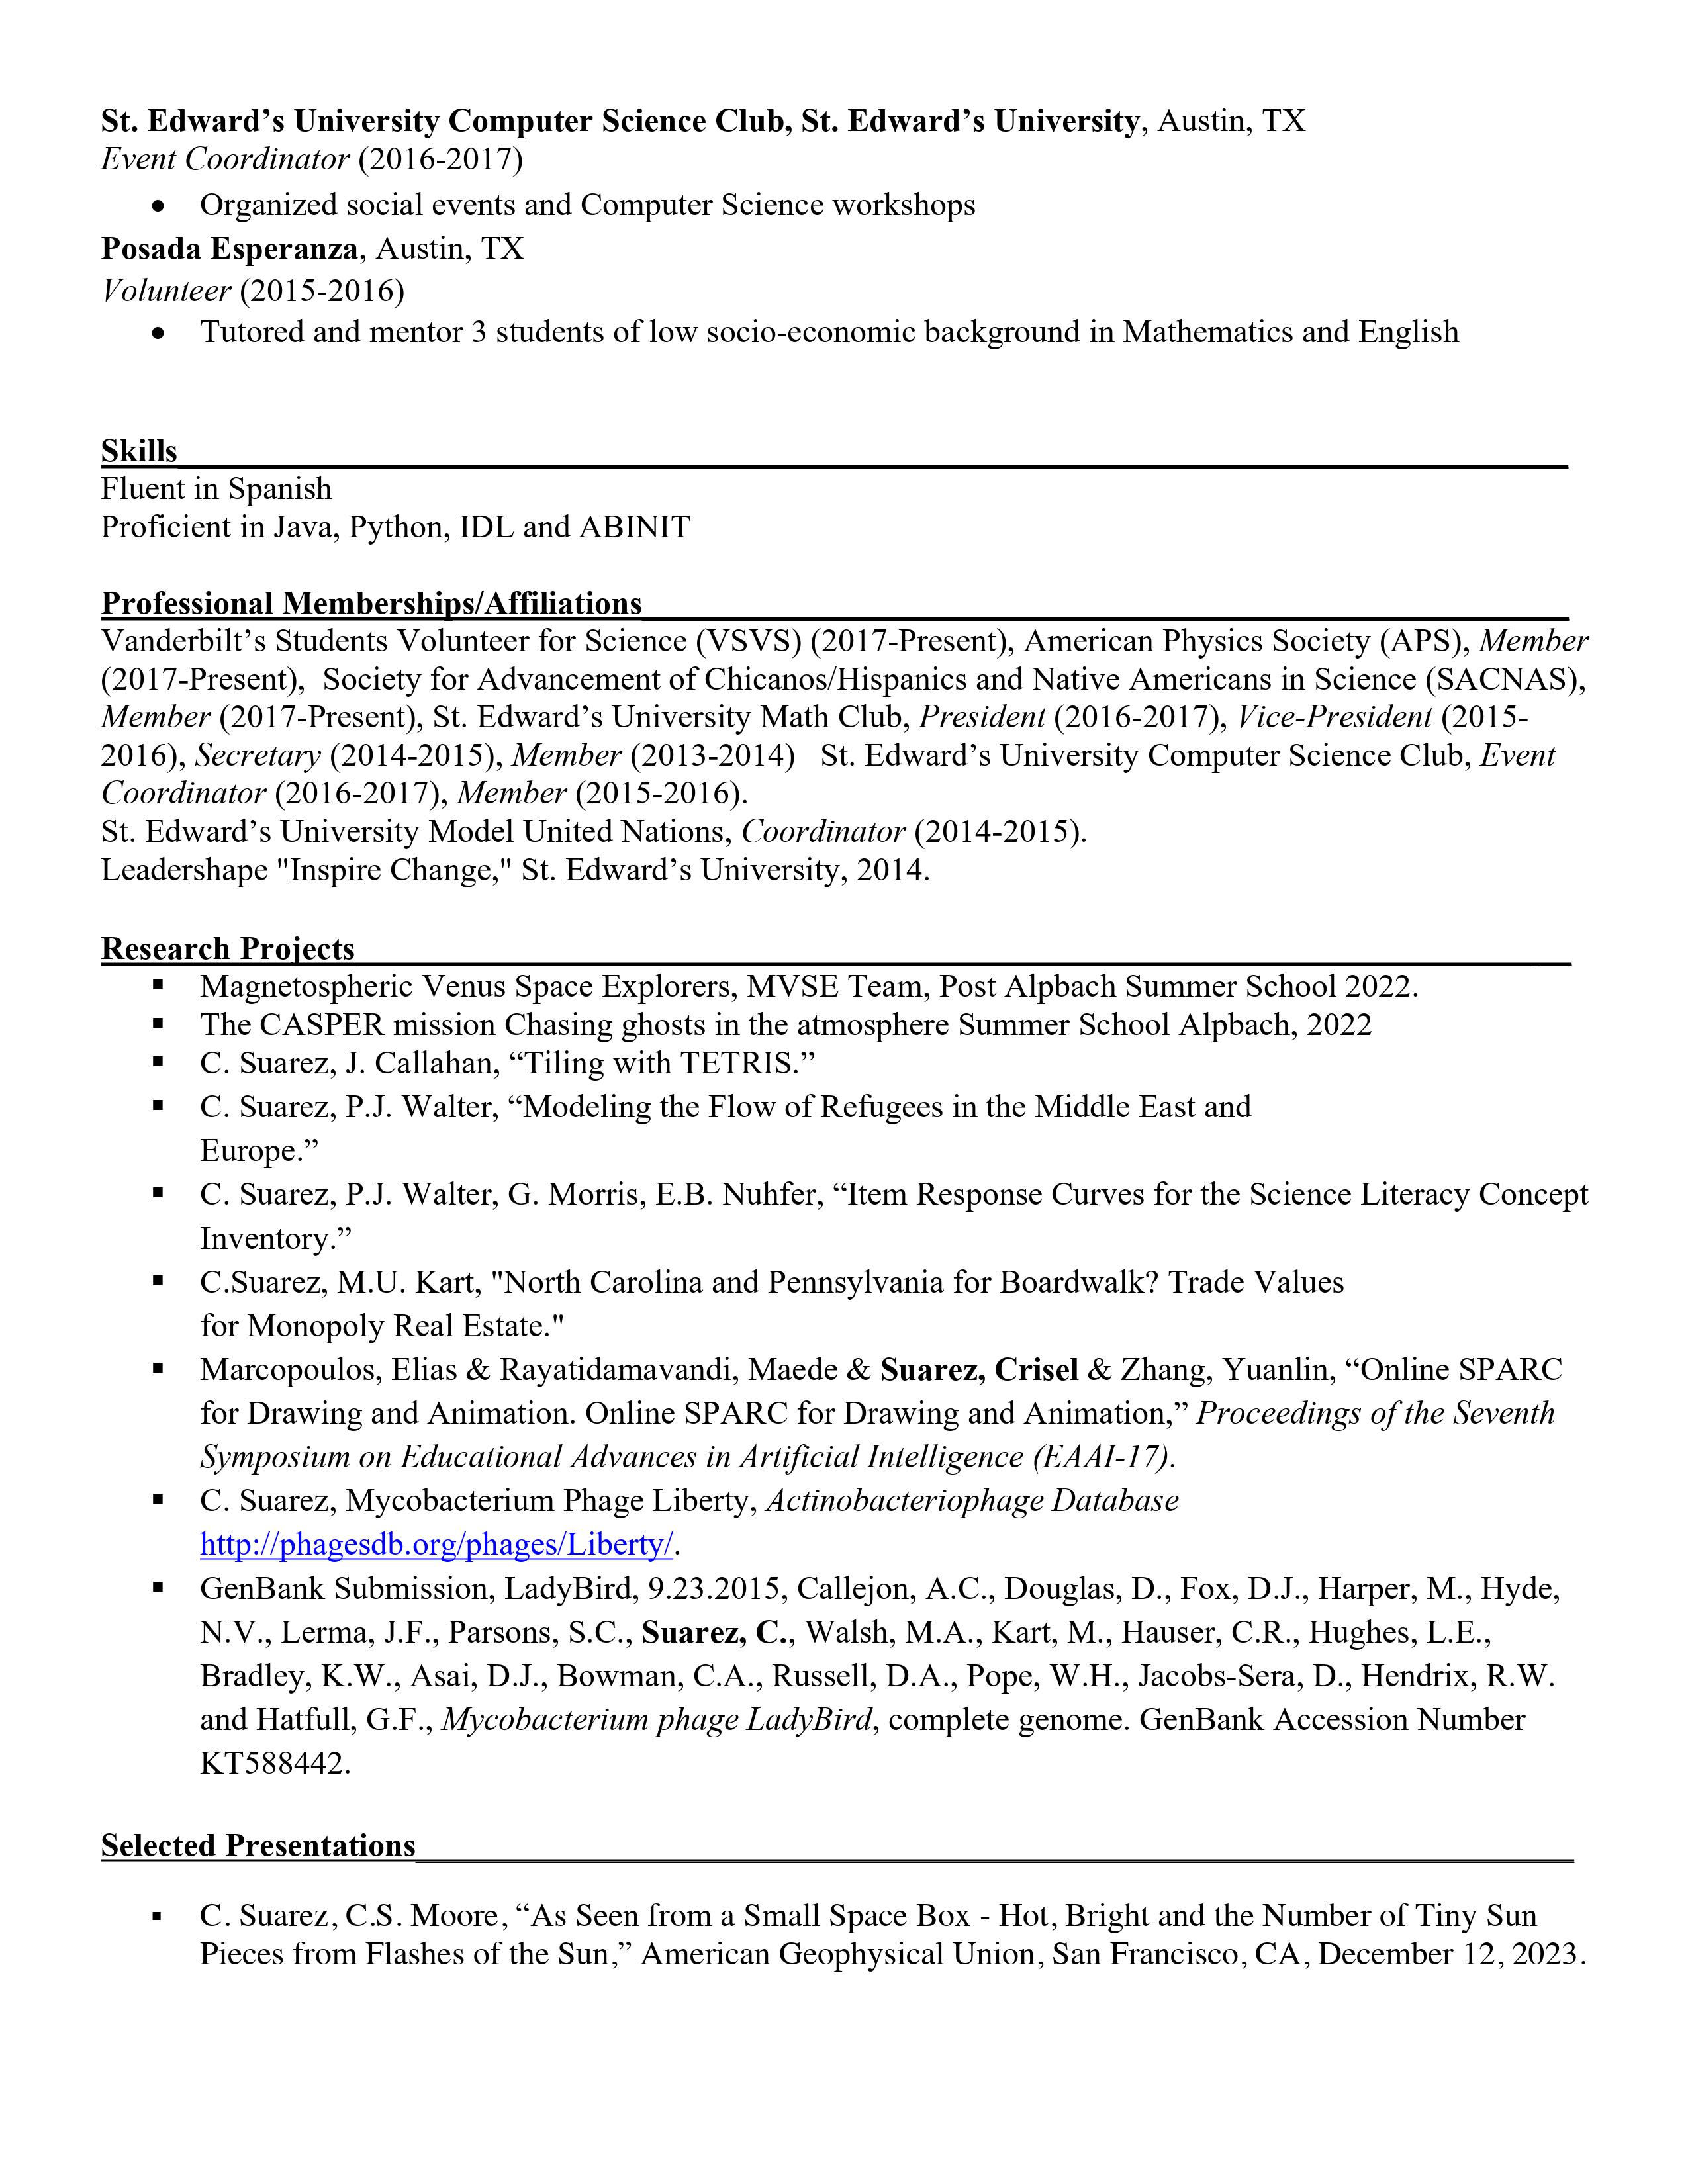 St. Edward’s University Computer Science Club, St. Edward’s University, Austin, TX
Event Coordinator (2016-2017)
• Organized social events and Computer Science workshops
Posada Esperanza, Austin, TX
Volunteer (2015-2016)
• Tutored and mentor 3 students of low socio-economic background in Mathematics and English
Skills
Fluent in Spanish
Proficient in Java, Python, IDL and ABINIT
Professional Memberships/Affiliations
Vanderbilt’s Students Volunteer for Science (VSVS) (2017-Present), American Physics Society (APS), Member
(2017-Present),  Society for Advancement of Chicanos/Hispanics and Native Americans in Science (SACNAS),
Member (2017-Present), St. Edward’s University Math Club, President (2016-2017), Vice-President (2015-
2016), Secretary (2014-2015), Member (2013-2014)   St. Edward’s University Computer Science Club, Event
Coordinator (2016-2017), Member (2015-2016).
St. Edward’s University Model United Nations, Coordinator (2014-2015).
Leadershape "Inspire Change," St. Edward’s University, 2014.
Research Projects
▪ Magnetospheric Venus Space Explorers, MVSE Team, Post Alpbach Summer School 2022.
▪ The CASPER mission Chasing ghosts in the atmosphere Summer School Alpbach, 2022
▪ C. Suarez, J. Callahan, “Tiling with TETRIS.”
▪ C. Suarez, P.J. Walter, “Modeling the Flow of Refugees in the Middle East and
Europe.”
▪ C. Suarez, P.J. Walter, G. Morris, E.B. Nuhfer, “Item Response Curves for the Science Literacy Concept
Inventory.”
▪ C.Suarez, M.U. Kart, "North Carolina and Pennsylvania for Boardwalk? Trade Values
for Monopoly Real Estate."
▪ Marcopoulos, Elias & Rayatidamavandi, Maede & Suarez, Crisel & Zhang, Yuanlin, “Online SPARC
for Drawing and Animation. Online SPARC for Drawing and Animation,” Proceedings of the Seventh
Symposium on Educational Advances in Artificial Intelligence (EAAI-17).
▪ C. Suarez, Mycobacterium Phage Liberty, Actinobacteriophage Database
http://phagesdb.org/phages/Liberty/.
▪ GenBank Submission, LadyBird, 9.23.2015, Callejon, A.C., Douglas, D., Fox, D.J., Harper, M., Hyde,
N.V., Lerma, J.F., Parsons, S.C., Suarez, C., Walsh, M.A., Kart, M., Hauser, C.R., Hughes, L.E.,
Bradley, K.W., Asai, D.J., Bowman, C.A., Russell, D.A., Pope, W.H., Jacobs-Sera, D., Hendrix, R.W.
and Hatfull, G.F., Mycobacterium phage LadyBird, complete genome. GenBank Accession Number
KT588442.
Selected Presentations
▪ C. Suarez, C.S. Moore, “As Seen from a Small Space Box - Hot, Bright and the Number of Tiny Sun
Pieces from Flashes of the Sun,” American Geophysical Union, San Francisco, CA, December 12, 2023.